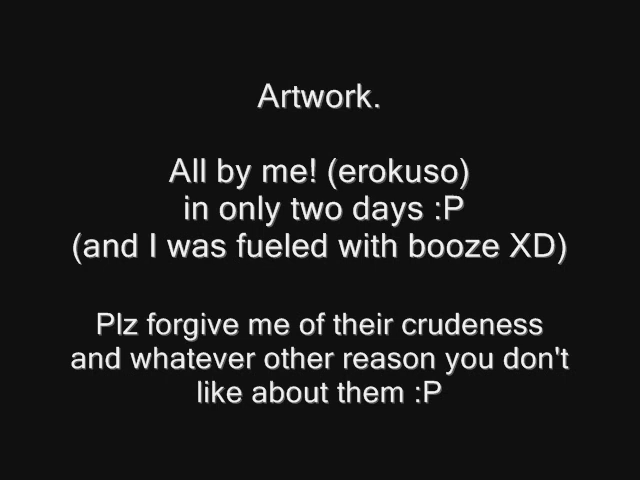 Artwork.
All by me! (erokuso)
in only two days :P
(and I was fueled with booze XD)
Plz forgive me of their crudeness
and whatever other reason you don't
like about them :P